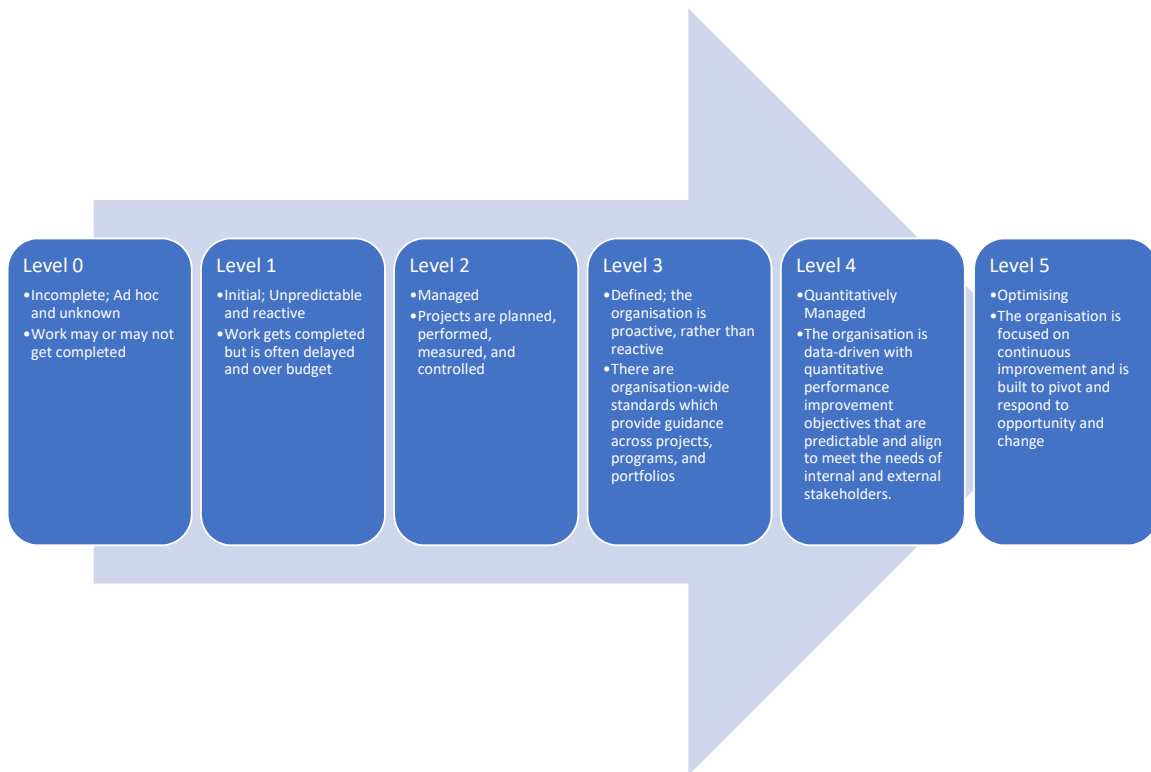 Level 0
•Incomplete; Ad hoc
and unknown
•Work may or may not
get completed
Level 1
•Initial; Unpredictable
and reactive
•Work gets completed
but is often delayed
and over budget
Level 2
•Managed
•Projects are planned,
performed,
measured, and
controlled
Level 3
•Defined; the
organisation is
proactive, rather than
reactive
•There are
organisation-wide
standards which
provide guidance
across projects,
programs, and
portfolios
Level 4
•Quantitatively
Managed
•The organisation is
data-driven with
quantitative
performance
improvement
objectives that are
predictable and align
to meet the needs of
internal and external
stakeholders.
Level 5
•Optimising
•The organisation is
focused on
continuous
improvement and is
built to pivot and
respond to
opportunity and
change